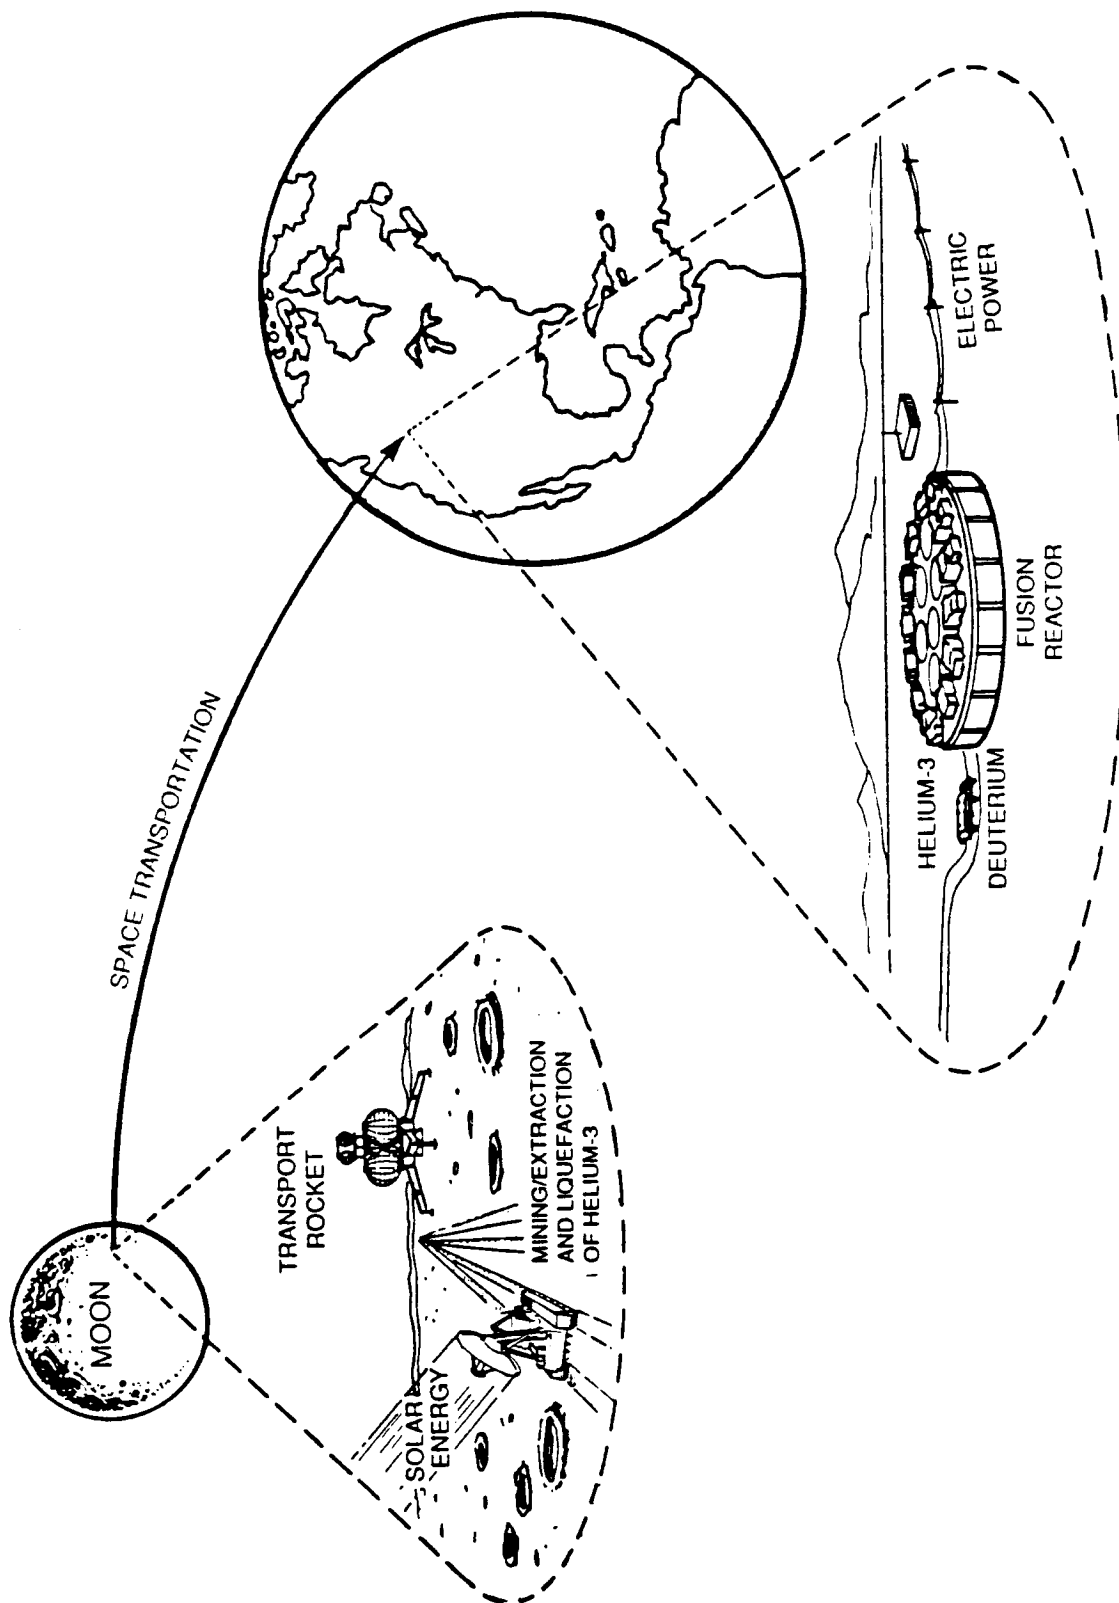 MOON
SPACE TRANSPORTATION
TRANSPORT
ROCKET
SOLAR
ENERGY
MINING/EXTRACTION
AND LIQUEFACTION
OF HELIUM-3
HELIUM-3
DEUTERIUM
FUSION
REACTOR
ELECTRIC
POWER